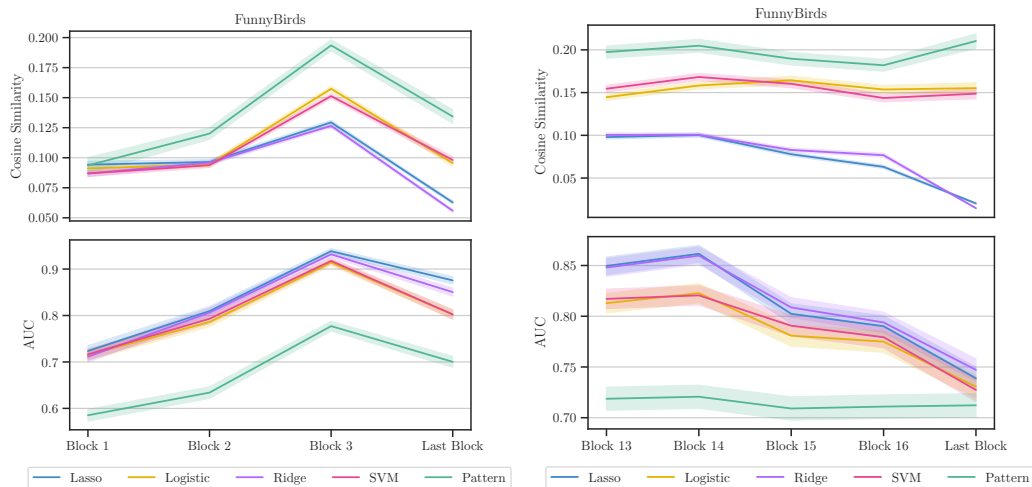 FunnyBirds
Cosine Similarity
0.200
0.175
0.150
0.125
0.100
0.075
0.050
AUC
0.9
0.8
0.7
0.6
Block 1 Block 2 Block 3 Last Block
Lasso Logistic Ridge SVM Pattern
FunnyBirds
Cosine Similarity
0.20
0.15
0.10
0.05
AUC
0.85
0.80
0.75
0.70
Block 13 Block 14 Block 15 Block 16 Last Block
Lasso Logistic Ridge SVM Pattern